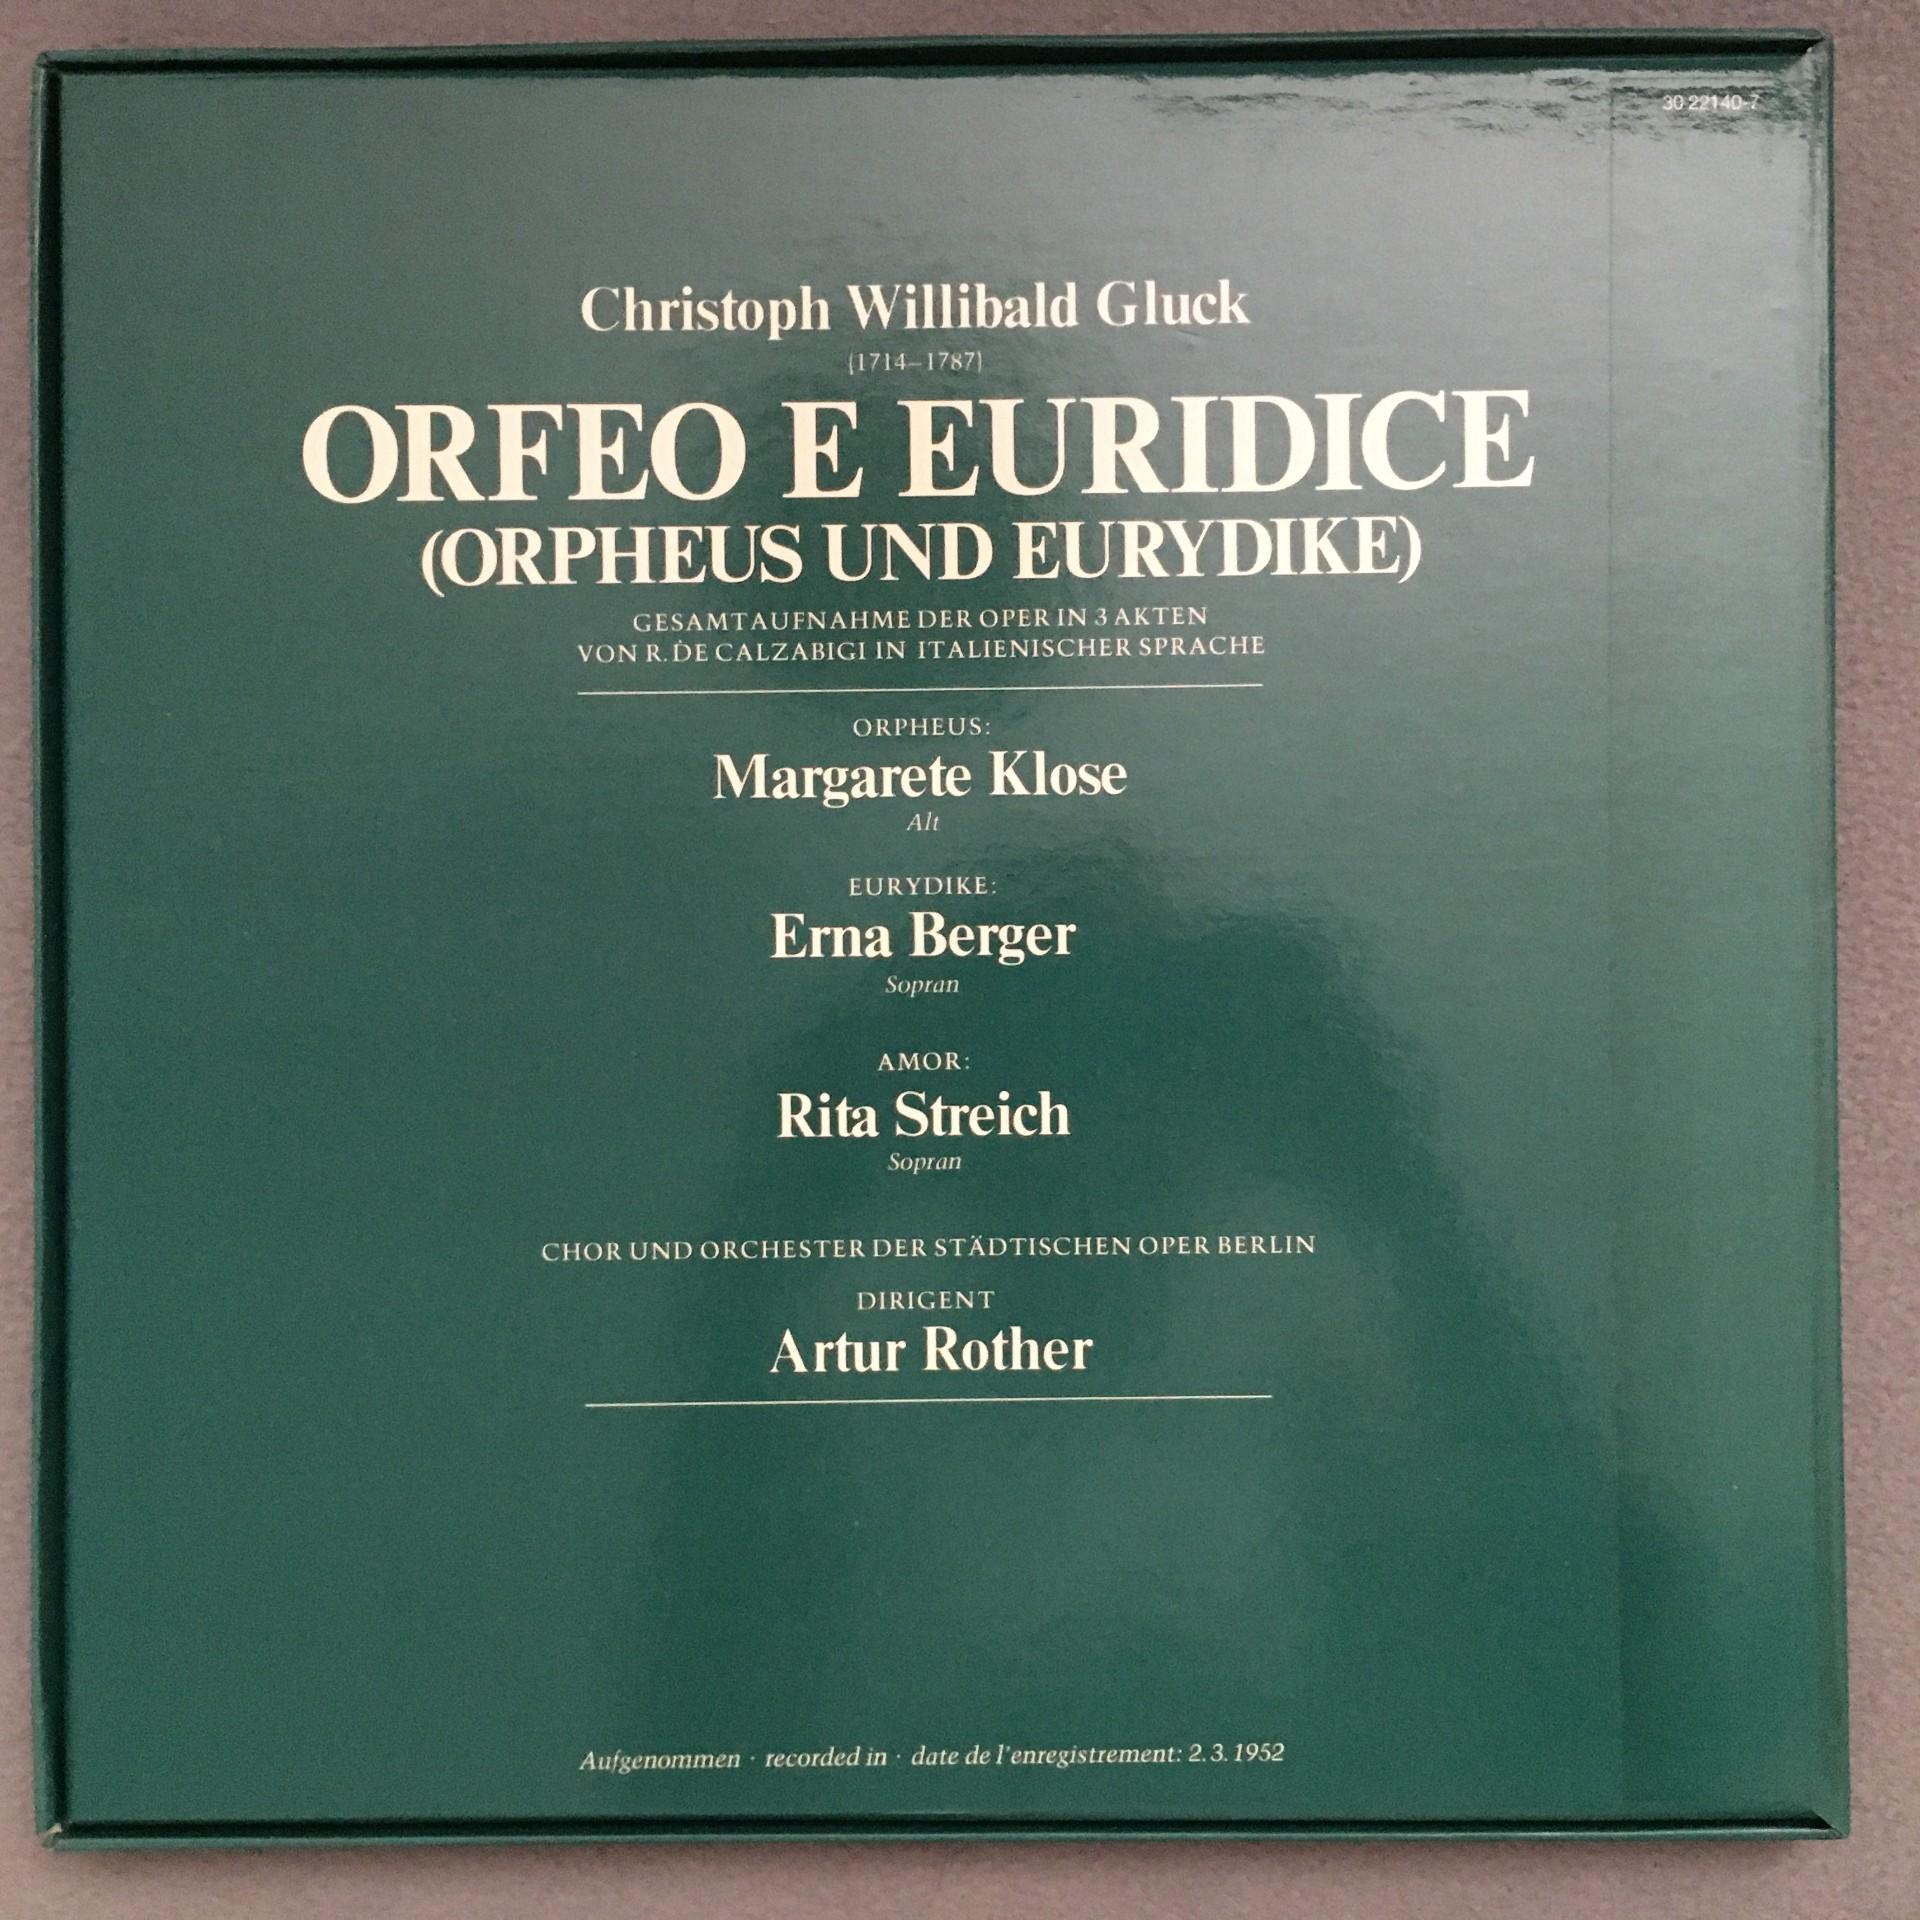 30 22140-7
Christoph Willibald Gluck
(1714–1787)
ORFEO E EURIDICE
(ORPHEUS UND EURYDIKE)
GESAMTAUFNAHME DER OPER IN 3 AKTEN
VON R. DE CALZABIGI IN ITALIENISCHER SPRACHE
ORPHEUS:
Margarete Klose
Alt
EURYDIKE:
Erna Berger
Sopran
AMOR:
Rita Streich
Sopran
CHOR UND ORCHESTER DER STÄDTISCHEN OPER BERLIN
DIRIGENT
Artur Rother
Aufgenommen · recorded in · date de l'enregistrement: 2. 3. 1952